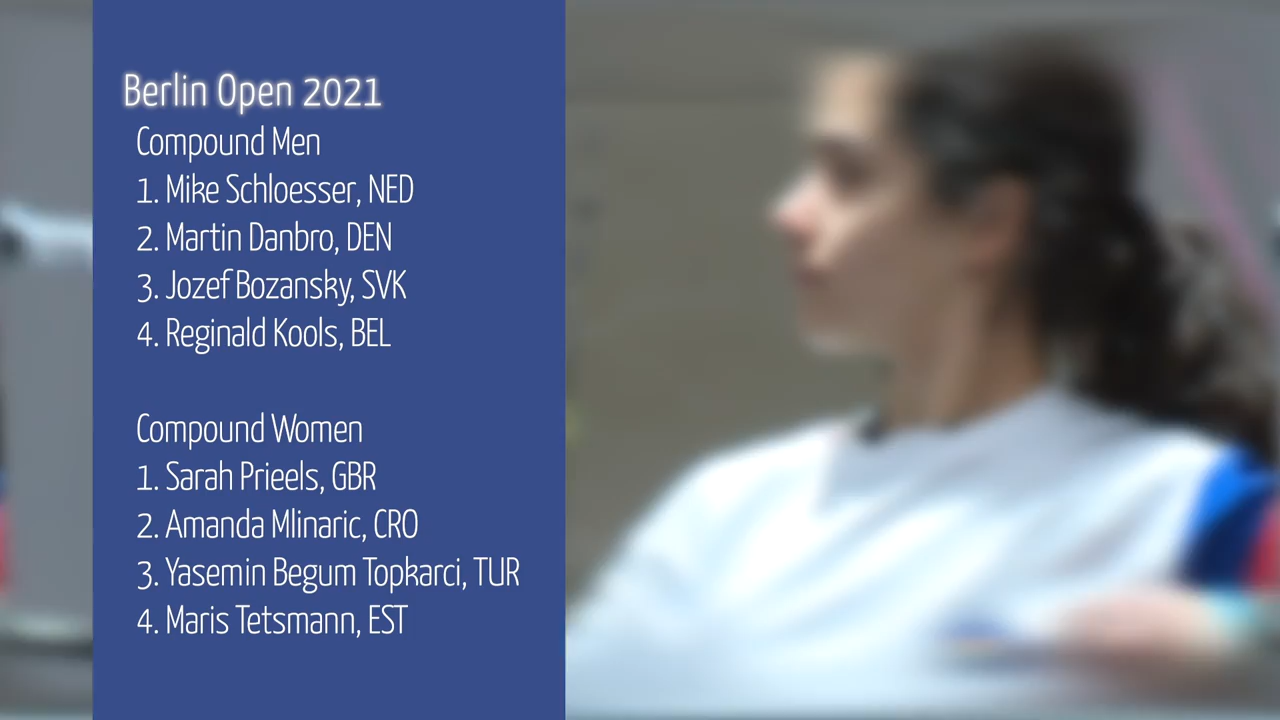 Berlin Open 2021
Compound Men
1. Mike Schloesser, NED
2. Martin Danbro, DEN
3. Jozef Bozansky, SVK
4. Reginald Kools, BEL
Compound Women
1. Sarah Prieels, GBR
2. Amanda Mlinaric, CRO
3. Yasemin Begum Topkarci, TUR
4. Maris Tetsmann, EST